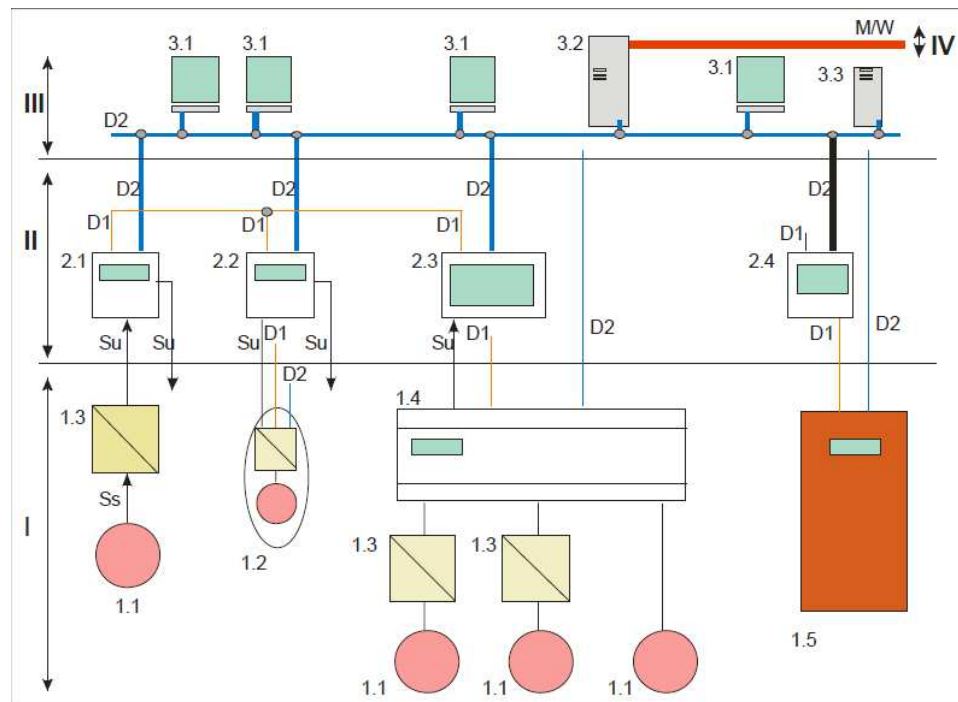 M/W
IV
3.1 3.1 3.1 3.2 3.1 3.3
III
D2
D2 D2 D2 D2
D1 D1 D1 D1
II
2.1 2.2 2.3 2.4
Su Su D1 Su Su D1 D2 D1 D2
D2
1.3 1.4
Ss
1.3 1.3
I
1.2
1.1
1.5
1.1 1.1 1.1